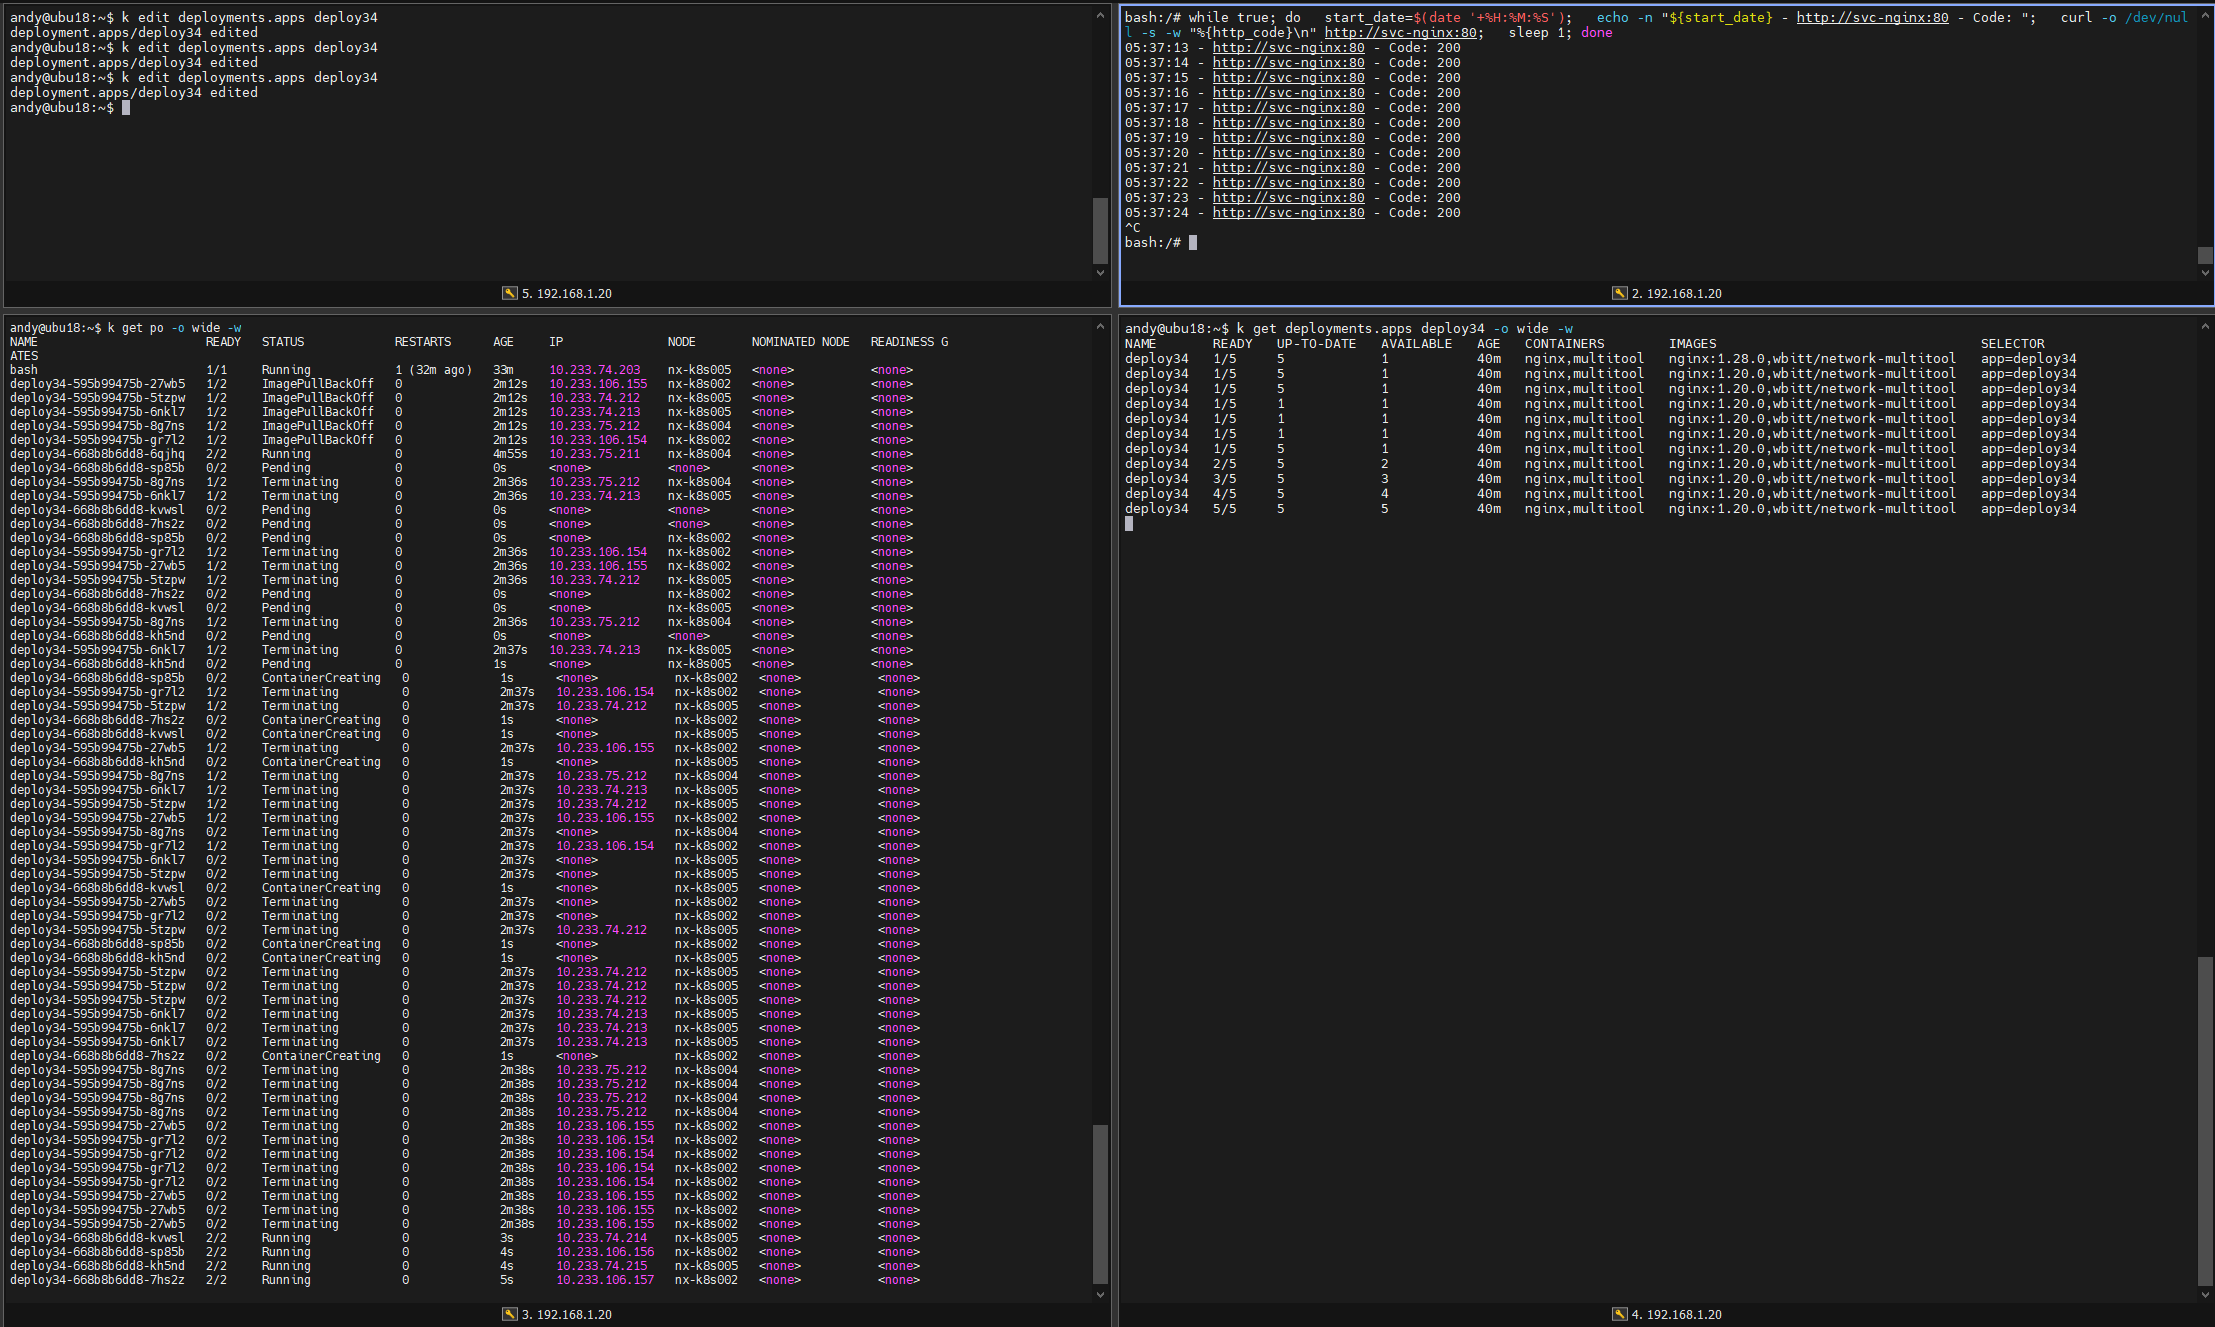 andy@ubu18:~$ k edit deployments.apps deploy34
deployment.apps/deploy34 edited
andy@ubu18:~$ k edit deployments.apps deploy34
deployment.apps/deploy34 edited
andy@ubu18:~$ k edit deployments.apps deploy34
deployment.apps/deploy34 edited
andy@ubu18:~$
5. 192.168.1.20
bash:/# while true; do   start_date=$(date '+%H:%M:%S');   echo -n "${start_date} - http://svc-nginx:80 - Code: ";   curl -o /dev/nul
l -s -w "%{http_code}\n" http://svc-nginx:80;   sleep 1; done
05:37:13 - http://svc-nginx:80 - Code: 200
05:37:14 - http://svc-nginx:80 - Code: 200
05:37:15 - http://svc-nginx:80 - Code: 200
05:37:16 - http://svc-nginx:80 - Code: 200
05:37:17 - http://svc-nginx:80 - Code: 200
05:37:18 - http://svc-nginx:80 - Code: 200
05:37:19 - http://svc-nginx:80 - Code: 200
05:37:20 - http://svc-nginx:80 - Code: 200
05:37:21 - http://svc-nginx:80 - Code: 200
05:37:22 - http://svc-nginx:80 - Code: 200
05:37:23 - http://svc-nginx:80 - Code: 200
05:37:24 - http://svc-nginx:80 - Code: 200
^C
bash:/#
2. 192.168.1.20
andy@ubu18:~$ k get po -o wide -w
NAME READY STATUS RESTARTS AGE IP NODE NOMINATED NODE READINESS G
ATES
bash 1/1 Running 1 (32m ago) 33m 10.233.74.203 nx-k8s005 <none> <none>
deploy34-595b99475b-27wb5 1/2 ImagePullBackOff 0 2m12s 10.233.106.155 nx-k8s002 <none> <none>
deploy34-595b99475b-5tzpw 1/2 ImagePullBackOff 0 2m12s 10.233.74.212 nx-k8s005 <none> <none>
deploy34-595b99475b-6nkl7 1/2 ImagePullBackOff 0 2m12s 10.233.74.213 nx-k8s005 <none> <none>
deploy34-595b99475b-8g7ns 1/2 ImagePullBackOff 0 2m12s 10.233.75.212 nx-k8s004 <none> <none>
deploy34-595b99475b-gr7l2 1/2 ImagePullBackOff 0 2m12s 10.233.106.154 nx-k8s002 <none> <none>
deploy34-668b8b6dd8-6qjhq 2/2 Running 0 4m55s 10.233.75.211 nx-k8s004 <none> <none>
deploy34-668b8b6dd8-sp85b 0/2 Pending 0 0s <none> <none> <none> <none>
deploy34-595b99475b-8g7ns 1/2 Terminating 0 2m36s 10.233.75.212 nx-k8s004 <none> <none>
deploy34-595b99475b-6nkl7 1/2 Terminating 0 2m36s 10.233.74.213 nx-k8s005 <none> <none>
deploy34-668b8b6dd8-kvwsl 0/2 Pending 0 0s <none> <none> <none> <none>
deploy34-668b8b6dd8-7hs2z 0/2 Pending 0 0s <none> <none> <none> <none>
deploy34-668b8b6dd8-sp85b 0/2 Pending 0 0s <none> nx-k8s002 <none> <none>
deploy34-595b99475b-gr7l2 1/2 Terminating 0 2m36s 10.233.106.154 nx-k8s002 <none> <none>
deploy34-595b99475b-27wb5 1/2 Terminating 0 2m36s 10.233.106.155 nx-k8s002 <none> <none>
deploy34-595b99475b-5tzpw 1/2 Terminating 0 2m36s 10.233.74.212 nx-k8s005 <none> <none>
deploy34-668b8b6dd8-7hs2z 0/2 Pending 0 0s <none> nx-k8s002 <none> <none>
deploy34-668b8b6dd8-kvwsl 0/2 Pending 0 0s <none> nx-k8s005 <none> <none>
deploy34-595b99475b-8g7ns 1/2 Terminating 0 2m36s 10.233.75.212 nx-k8s004 <none> <none>
deploy34-668b8b6dd8-kh5nd 0/2 Pending 0 0s <none> <none> <none> <none>
deploy34-595b99475b-6nkl7 1/2 Terminating 0 2m37s 10.233.74.213 nx-k8s005 <none> <none>
deploy34-668b8b6dd8-kh5nd 0/2 Pending 0 1s <none> nx-k8s005 <none> <none>
deploy34-668b8b6dd8-sp85b 0/2 ContainerCreating 0 1s <none> nx-k8s002 <none> <none>
deploy34-595b99475b-gr7l2 1/2 Terminating 0 2m37s 10.233.106.154 nx-k8s002 <none> <none>
deploy34-595b99475b-5tzpw 1/2 Terminating 0 2m37s 10.233.74.212 nx-k8s005 <none> <none>
deploy34-668b8b6dd8-7hs2z 0/2 ContainerCreating 0 1s <none> nx-k8s002 <none> <none>
deploy34-668b8b6dd8-kvwsl 0/2 ContainerCreating 0 1s <none> nx-k8s005 <none> <none>
deploy34-595b99475b-27wb5 1/2 Terminating 0 2m37s 10.233.106.155 nx-k8s002 <none> <none>
deploy34-668b8b6dd8-kh5nd 0/2 ContainerCreating 0 1s <none> nx-k8s005 <none> <none>
deploy34-595b99475b-8g7ns 1/2 Terminating 0 2m37s 10.233.75.212 nx-k8s004 <none> <none>
deploy34-595b99475b-6nkl7 1/2 Terminating 0 2m37s 10.233.74.213 nx-k8s005 <none> <none>
deploy34-595b99475b-5tzpw 1/2 Terminating 0 2m37s 10.233.74.212 nx-k8s005 <none> <none>
deploy34-595b99475b-27wb5 1/2 Terminating 0 2m37s 10.233.106.155 nx-k8s002 <none> <none>
deploy34-595b99475b-8g7ns 0/2 Terminating 0 2m37s <none> nx-k8s004 <none> <none>
deploy34-595b99475b-gr7l2 1/2 Terminating 0 2m37s 10.233.106.154 nx-k8s002 <none> <none>
deploy34-595b99475b-6nkl7 0/2 Terminating 0 2m37s <none> nx-k8s005 <none> <none>
deploy34-595b99475b-5tzpw 0/2 Terminating 0 2m37s <none> nx-k8s005 <none> <none>
deploy34-668b8b6dd8-kvwsl 0/2 ContainerCreating 0 1s <none> nx-k8s005 <none> <none>
deploy34-595b99475b-27wb5 0/2 Terminating 0 2m37s <none> nx-k8s002 <none> <none>
deploy34-595b99475b-gr7l2 0/2 Terminating 0 2m37s <none> nx-k8s002 <none> <none>
deploy34-595b99475b-5tzpw 0/2 Terminating 0 2m37s 10.233.74.212 nx-k8s005 <none> <none>
deploy34-668b8b6dd8-sp85b 0/2 ContainerCreating 0 1s <none> nx-k8s002 <none> <none>
deploy34-668b8b6dd8-kh5nd 0/2 ContainerCreating 0 1s <none> nx-k8s005 <none> <none>
deploy34-595b99475b-5tzpw 0/2 Terminating 0 2m37s 10.233.74.212 nx-k8s005 <none> <none>
deploy34-595b99475b-5tzpw 0/2 Terminating 0 2m37s 10.233.74.212 nx-k8s005 <none> <none>
deploy34-595b99475b-5tzpw 0/2 Terminating 0 2m37s 10.233.74.212 nx-k8s005 <none> <none>
deploy34-595b99475b-6nkl7 0/2 Terminating 0 2m37s 10.233.74.213 nx-k8s005 <none> <none>
deploy34-595b99475b-6nkl7 0/2 Terminating 0 2m37s 10.233.74.213 nx-k8s005 <none> <none>
deploy34-595b99475b-6nkl7 0/2 Terminating 0 2m37s 10.233.74.213 nx-k8s005 <none> <none>
deploy34-668b8b6dd8-7hs2z 0/2 ContainerCreating 0 1s <none> nx-k8s002 <none> <none>
deploy34-595b99475b-8g7ns 0/2 Terminating 0 2m38s 10.233.75.212 nx-k8s004 <none> <none>
deploy34-595b99475b-8g7ns 0/2 Terminating 0 2m38s 10.233.75.212 nx-k8s004 <none> <none>
deploy34-595b99475b-8g7ns 0/2 Terminating 0 2m38s 10.233.75.212 nx-k8s004 <none> <none>
deploy34-595b99475b-8g7ns 0/2 Terminating 0 2m38s 10.233.75.212 nx-k8s004 <none> <none>
deploy34-595b99475b-27wb5 0/2 Terminating 0 2m38s 10.233.106.155 nx-k8s002 <none> <none>
deploy34-595b99475b-gr7l2 0/2 Terminating 0 2m38s 10.233.106.154 nx-k8s002 <none> <none>
deploy34-595b99475b-gr7l2 0/2 Terminating 0 2m38s 10.233.106.154 nx-k8s002 <none> <none>
deploy34-595b99475b-gr7l2 0/2 Terminating 0 2m38s 10.233.106.154 nx-k8s002 <none> <none>
deploy34-595b99475b-gr7l2 0/2 Terminating 0 2m38s 10.233.106.154 nx-k8s002 <none> <none>
deploy34-595b99475b-27wb5 0/2 Terminating 0 2m38s 10.233.106.155 nx-k8s002 <none> <none>
deploy34-595b99475b-27wb5 0/2 Terminating 0 2m38s 10.233.106.155 nx-k8s002 <none> <none>
deploy34-595b99475b-27wb5 0/2 Terminating 0 2m38s 10.233.106.155 nx-k8s002 <none> <none>
deploy34-668b8b6dd8-kvwsl 2/2 Running 0 3s 10.233.74.214 nx-k8s005 <none> <none>
deploy34-668b8b6dd8-sp85b 2/2 Running 0 4s 10.233.106.156 nx-k8s002 <none> <none>
deploy34-668b8b6dd8-kh5nd 2/2 Running 0 4s 10.233.74.215 nx-k8s005 <none> <none>
deploy34-668b8b6dd8-7hs2z 2/2 Running 0 5s 10.233.106.157 nx-k8s002 <none> <none>
3. 192.168.1.20
andy@ubu18:~$ k get deployments.apps deploy34 -o wide -w
NAME READY UP-TO-DATE AVAILABLE AGE CONTAINERS IMAGES SELECTOR
deploy34 1/5 5 1 40m nginx,multitool nginx:1.28.0,wbitt/network-multitool app=deploy34
deploy34 1/5 5 1 40m nginx,multitool nginx:1.20.0,wbitt/network-multitool app=deploy34
deploy34 1/5 5 1 40m nginx,multitool nginx:1.20.0,wbitt/network-multitool app=deploy34
deploy34 1/5 1 1 40m nginx,multitool nginx:1.20.0,wbitt/network-multitool app=deploy34
deploy34 1/5 1 1 40m nginx,multitool nginx:1.20.0,wbitt/network-multitool app=deploy34
deploy34 1/5 1 1 40m nginx,multitool nginx:1.20.0,wbitt/network-multitool app=deploy34
deploy34 1/5 5 1 40m nginx,multitool nginx:1.20.0,wbitt/network-multitool app=deploy34
deploy34 2/5 5 2 40m nginx,multitool nginx:1.20.0,wbitt/network-multitool app=deploy34
deploy34 3/5 5 3 40m nginx,multitool nginx:1.20.0,wbitt/network-multitool app=deploy34
deploy34 4/5 5 4 40m nginx,multitool nginx:1.20.0,wbitt/network-multitool app=deploy34
deploy34 5/5 5 5 40m nginx,multitool nginx:1.20.0,wbitt/network-multitool app=deploy34
4. 192.168.1.20